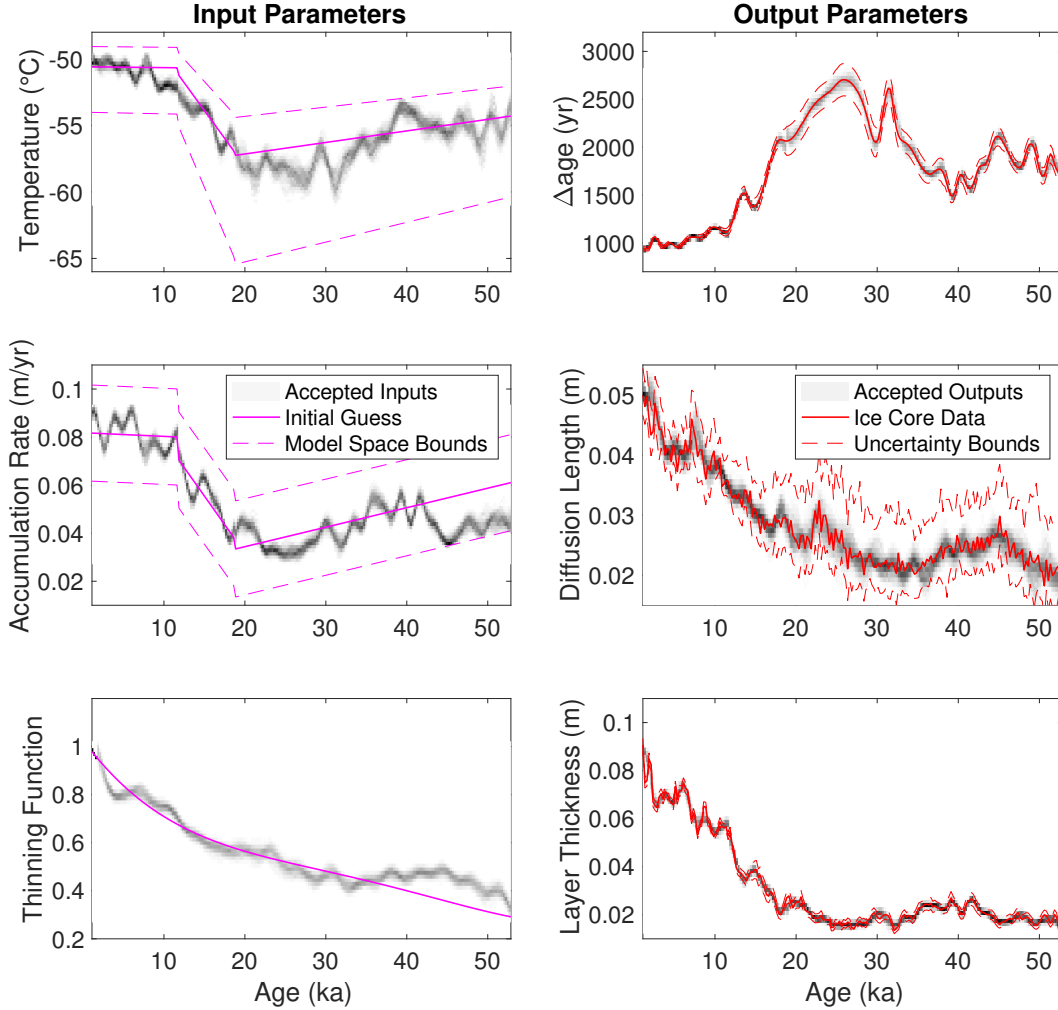 Input Parameters
Output Parameters
Temperature (°C)
-50
-55
-60
-65
10 20 30 40 50
Δage (yr)
3000
2500
2000
1500
1000
10 20 30 40 50
Accumulation Rate (m/yr)
0.1
0.08
0.06
0.04
0.02
Accepted Inputs
Initial Guess
Model Space Bounds
10 20 30 40 50
Diffusion Length (m)
0.05
0.04
0.03
0.02
Accepted Outputs
Ice Core Data
Uncertainty Bounds
10 20 30 40 50
Thinning Function
1
0.8
0.6
0.4
0.2
10 20 30 40 50
Age (ka)
Layer Thickness (m)
0.1
0.08
0.06
0.04
0.02
10 20 30 40 50
Age (ka)